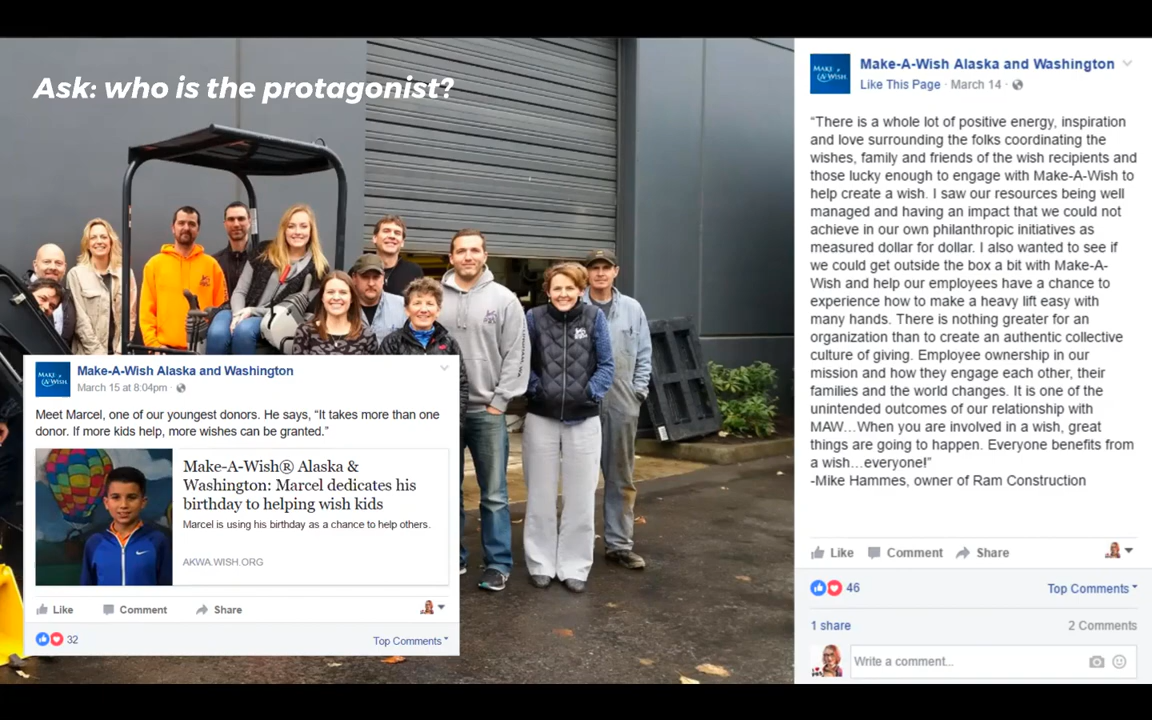 Ask: who is the protagonist?
MAKE
A-WISH
Make-A-Wish Alaska and Washington
Like This Page · March 14 ·
“There is a whole lot of positive energy, inspiration
and love surrounding the folks coordinating the
wishes, family and friends of the wish recipients and
those lucky enough to engage with Make-A-Wish to
help create a wish. I saw our resources being well
managed and having an impact that we could not
achieve in our own philanthropic initiatives as
measured dollar for dollar. I also wanted to see if
we could get outside the box a bit with Make-A-
Wish and help our employees have a chance to
experience how to make a heavy lift easy with
many hands. There is nothing greater for an
organization than to create an authentic collective
culture of giving. Employee ownership in our
mission and how they engage each other, their
families and the world changes. It is one of the
unintended outcomes of our relationship with
MAW…When you are involved in a wish, great
things are going to happen. Everyone benefits from
a wish…everyone!”
-Mike Hammes, owner of Ram Construction
Like Comment Share
46 Top Comments
1 share 2 Comments
Write a comment...
MAKE
A-WISH
Make-A-Wish Alaska and Washington
March 15 at 8:04pm ·
Meet Marcel, one of our youngest donors. He says, “It takes more than one
donor. If more kids help, more wishes can be granted.”
Make-A-Wish® Alaska &
Washington: Marcel dedicates his
birthday to helping wish kids
Marcel is using his birthday as a chance to help others.
AKWA.WISH.ORG
Like Comment Share
32 Top Comments